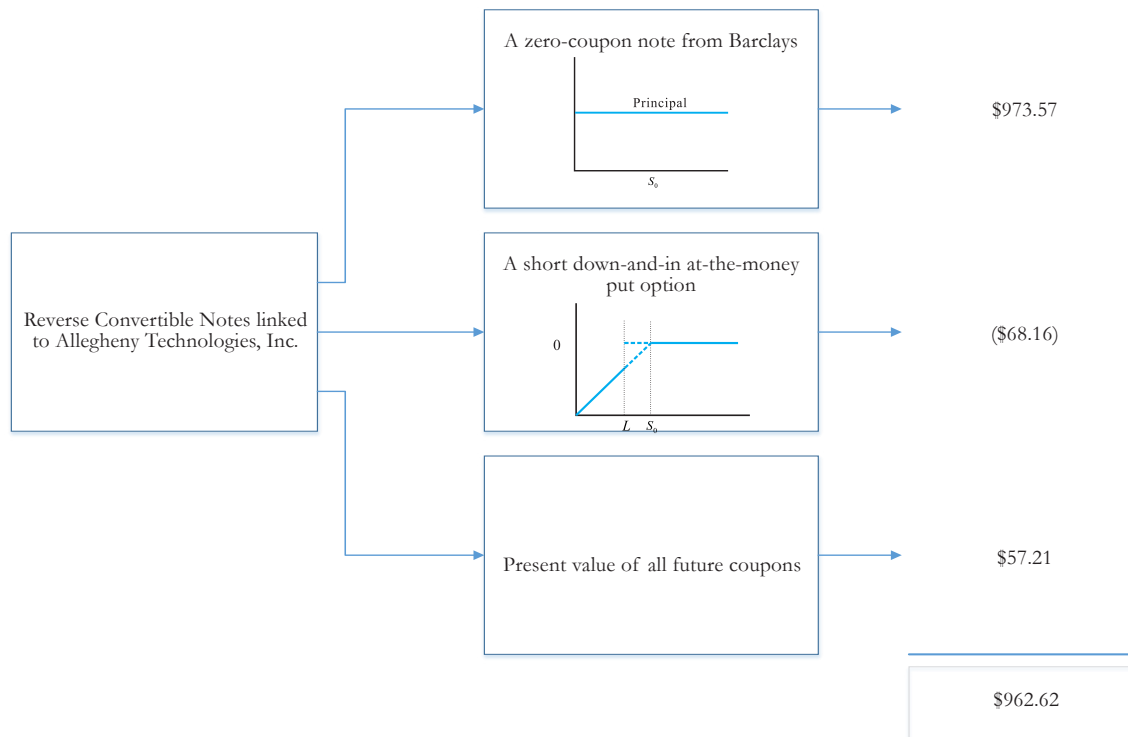 A zero-coupon note from Barclays
Principal
S₀
$973.57
Reverse Convertible Notes linked
to Allegheny Technologies, Inc.
A short down-and-in at-the-money
put option
0
L S₀
($68.16)
Present value of all future coupons
$57.21
$962.62